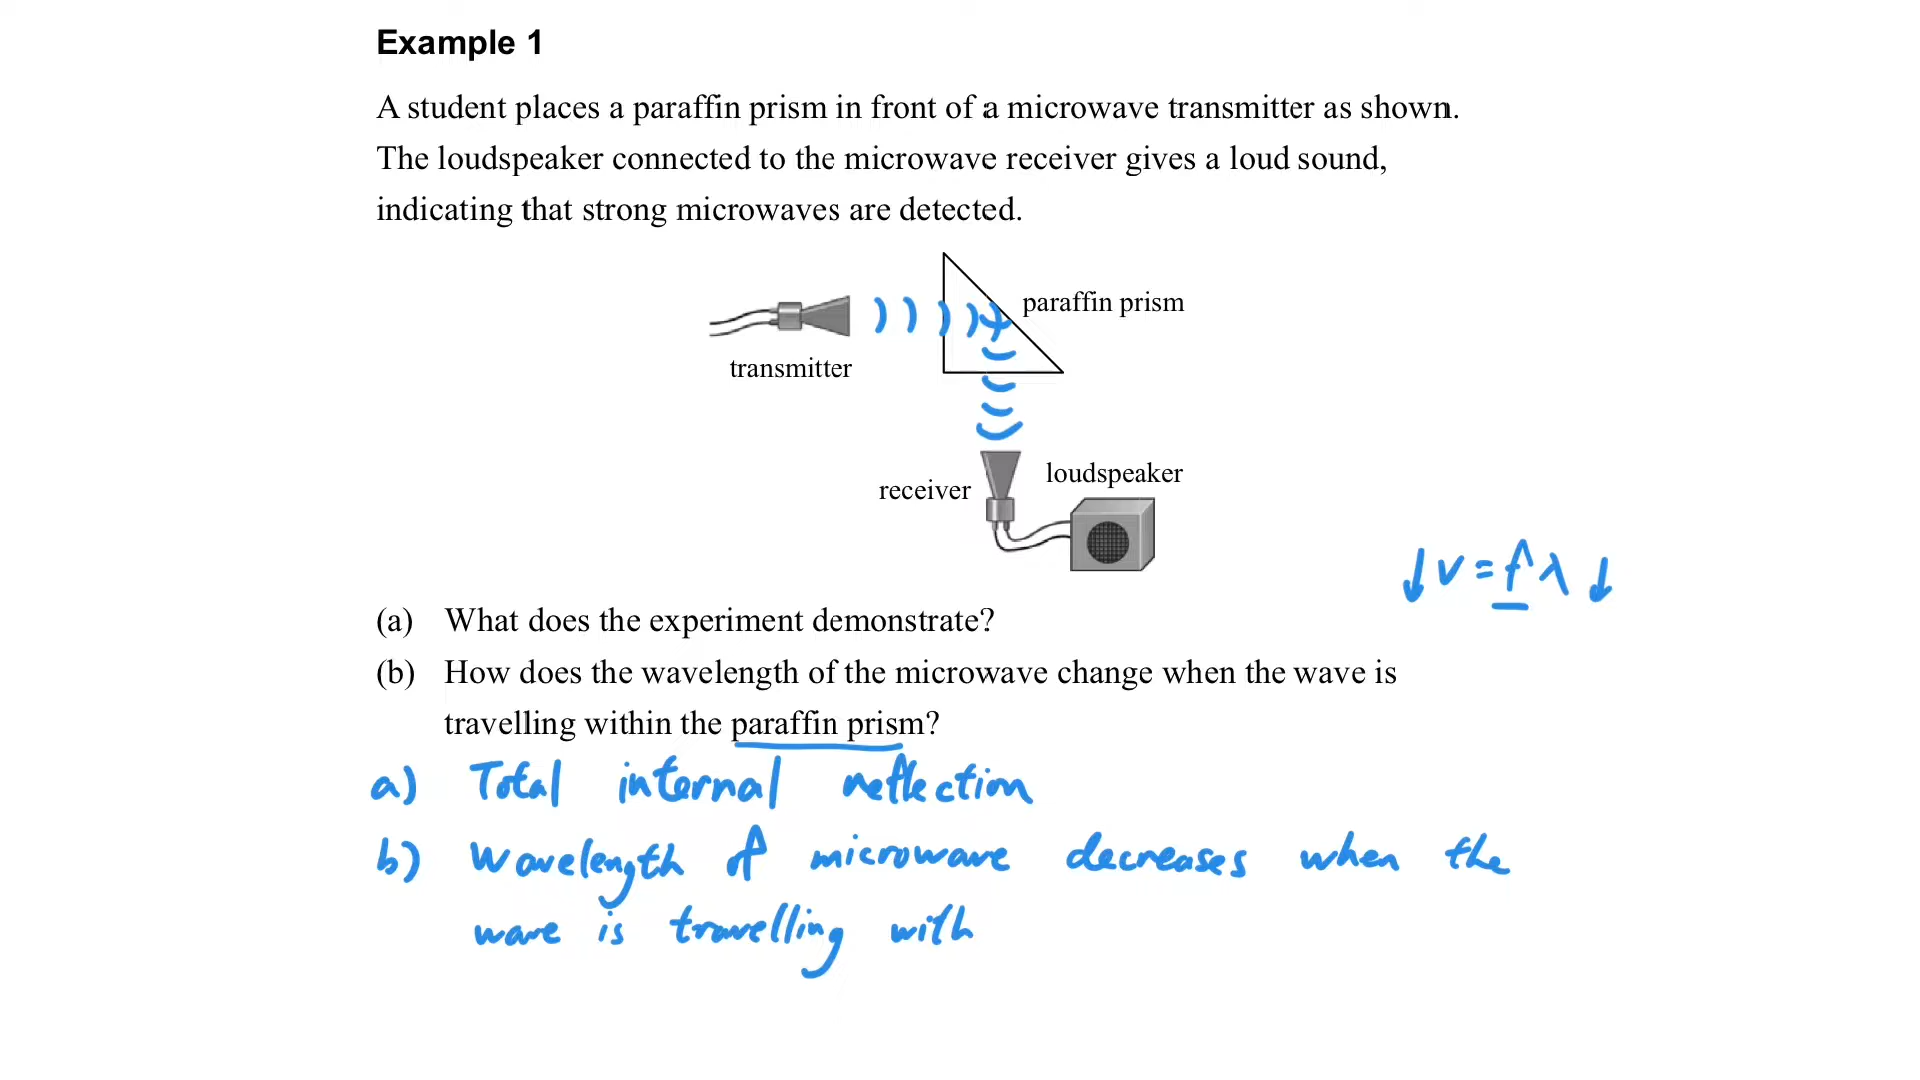 Example 1
A student places a paraffin prism in front of a microwave transmitter as shown.
The loudspeaker connected to the microwave receiver gives a loud sound,
indicating that strong microwaves are detected.
paraffin prism
transmitter
receiver
loudspeaker
↓ v = f λ ↓
(a) What does the experiment demonstrate?
(b) How does the wavelength of the microwave change when the wave is
travelling within the paraffin prism?
a) Total internal reflection
b) Wavelength of microwave decreases when the
wave is travelling with